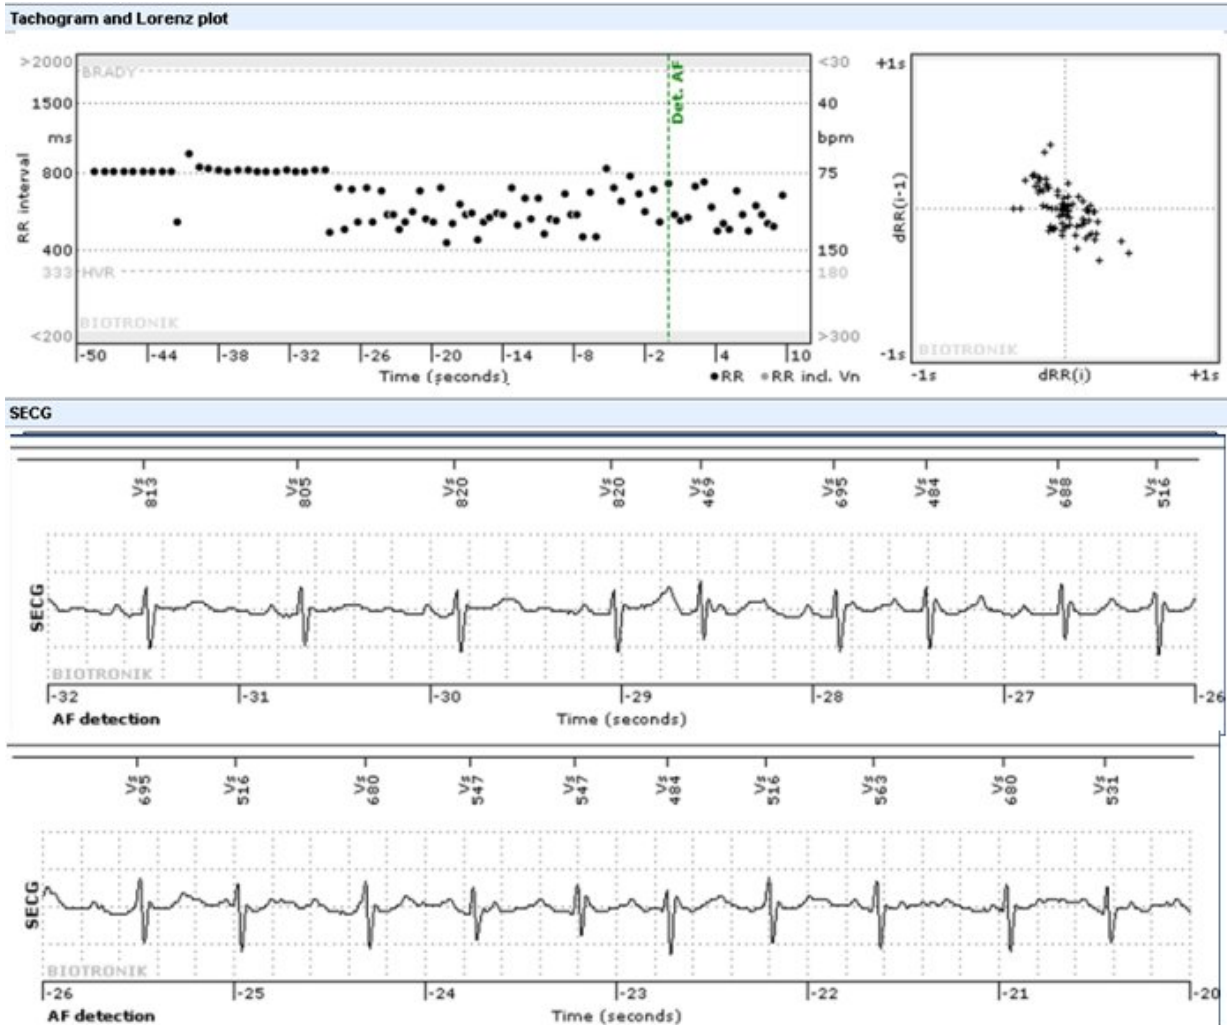 Tachogram and Lorenz plot
>2000 BRADY <30
1500 40
ms bpm
800 75
400 150
333 HVR 180
BIOTRONIK
<200 >300
RR interval
Det. AF
-50 -44 -38 -32 -26 -20 -14 -8 -2 4 10
Time (seconds)
RR RR incl. Vn
+1s
dRR(i-1)
-1s
BIOTRONIK
-1s dRR(i) +1s
SECG
Vs 813 Vs 805 Vs 820 Vs 820 Vs 469 Vs 695 Vs 484 Vs 688 Vs 516
SECG
BIOTRONIK
-32 -31 -30 -29 -28 -27 -26
AF detection Time (seconds)
Vs 695 Vs 516 Vs 680 Vs 547 Vs 547 Vs 484 Vs 516 Vs 563 Vs 680 Vs 531
SECG
BIOTRONIK
-26 -25 -24 -23 -22 -21 -20
AF detection Time (seconds)